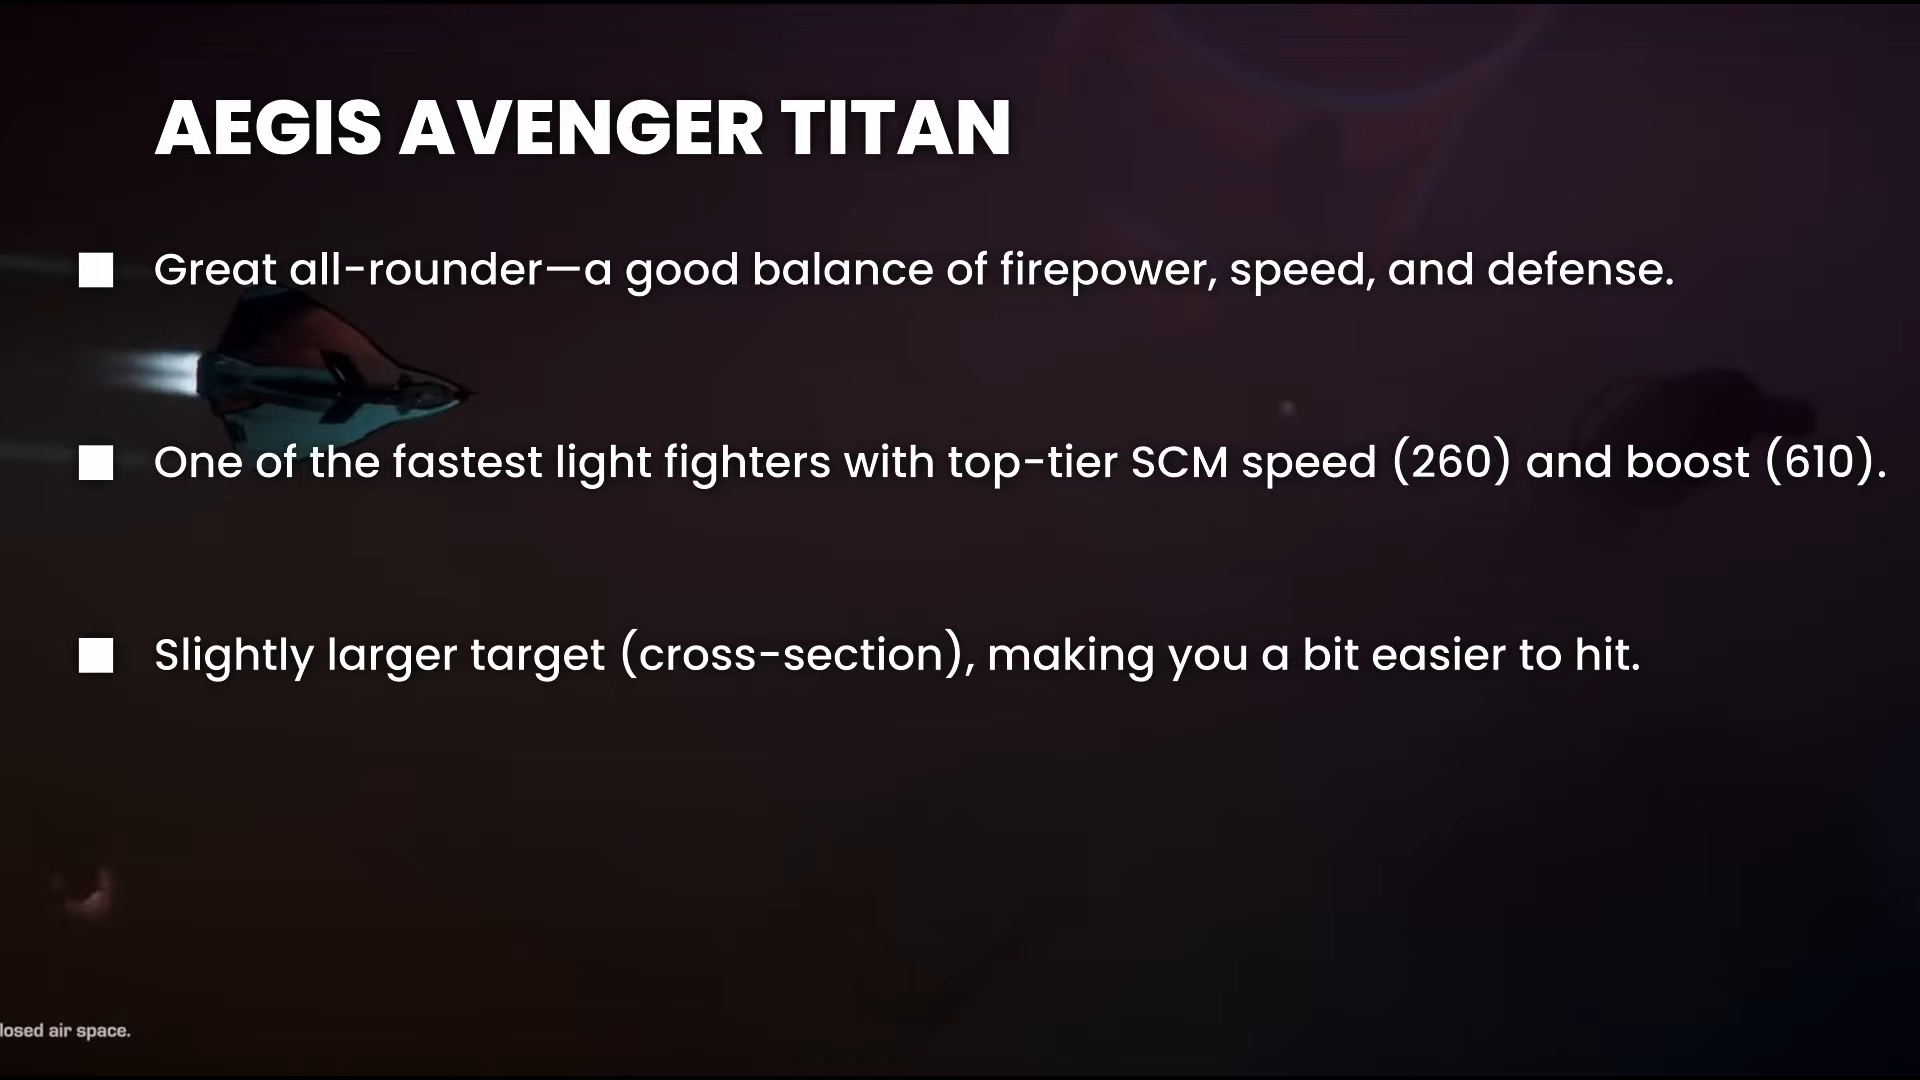 AEGIS AVENGER TITAN
Great all-rounder—a good balance of firepower, speed, and defense.
One of the fastest light fighters with top-tier SCM speed (260) and boost (610).
Slightly larger target (cross-section), making you a bit easier to hit.
losed air space.